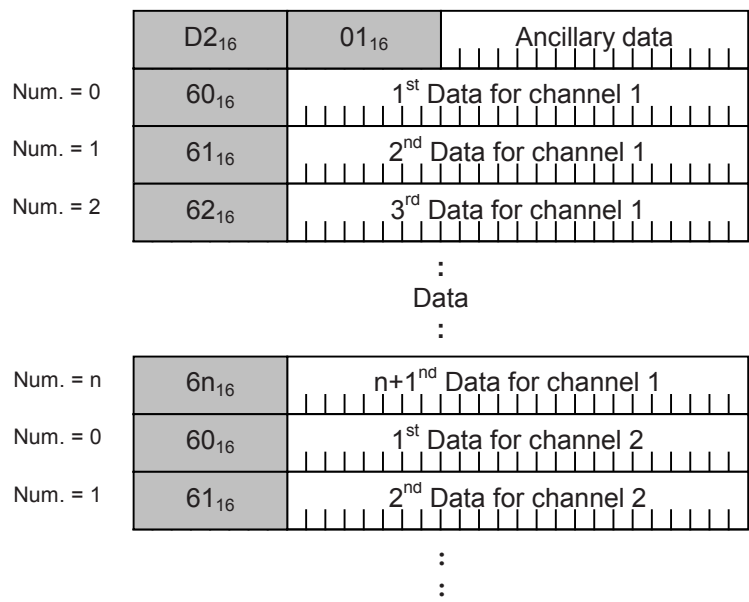 D2₁₆ 01₁₆ Ancillary data
Num. = 0 60₁₆ 1ˢᵗ Data for channel 1
Num. = 1 61₁₆ 2ⁿᵈ Data for channel 1
Num. = 2 62₁₆ 3ʳᵈ Data for channel 1
:
Data
:
Num. = n 6n₁₆ n+1ⁿᵈ Data for channel 1
Num. = 0 60₁₆ 1ˢᵗ Data for channel 2
Num. = 1 61₁₆ 2ⁿᵈ Data for channel 2
:
: